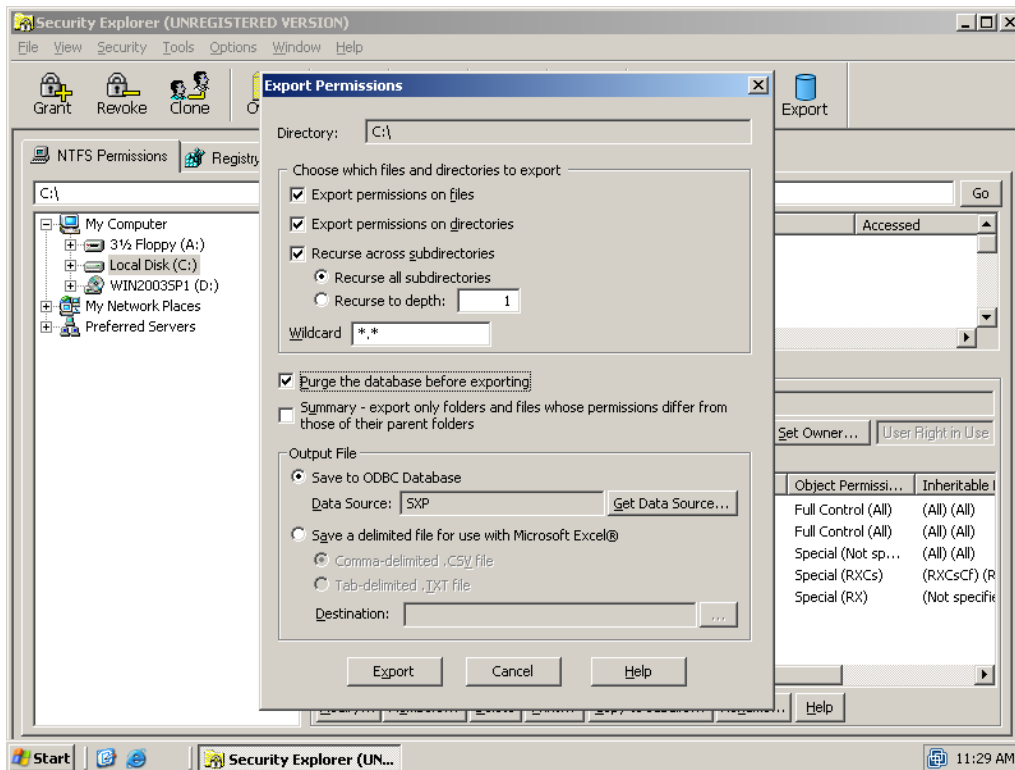 Security Explorer (UNREGISTERED VERSION)
File View Security Tools Options Window Help
Grant Revoke Clone Export
Export Permissions
Directory: C:\
NTFS Permissions
Registry
C:\
Go
My Computer
3½ Floppy (A:)
Local Disk (C:)
WIN2003SP1 (D:)
My Network Places
Preferred Servers
Accessed
Choose which files and directories to export
Export permissions on files
Export permissions on directories
Recurse across subdirectories
Recurse all subdirectories
Recurse to depth: 1
Wildcard *.*
Purge the database before exporting
Summary - export only folders and files whose permissions differ from
those of their parent folders
Output File
Save to ODBC Database
Data Source: SXP Get Data Source...
Save a delimited file for use with Microsoft Excel®
Comma-delimited .CSV file
Tab-delimited .TXT file
Destination: ...
Export Cancel Help
Set Owner... User Right in Use
Object Permissi... Inheritable
Full Control (All) (All) (All)
Full Control (All) (All) (All)
Special (Not sp... (All) (All)
Special (RXCs) (RXCsCf) (R
Special (RX) (Not specifie
Help
Start Security Explorer (UN... 11:29 AM